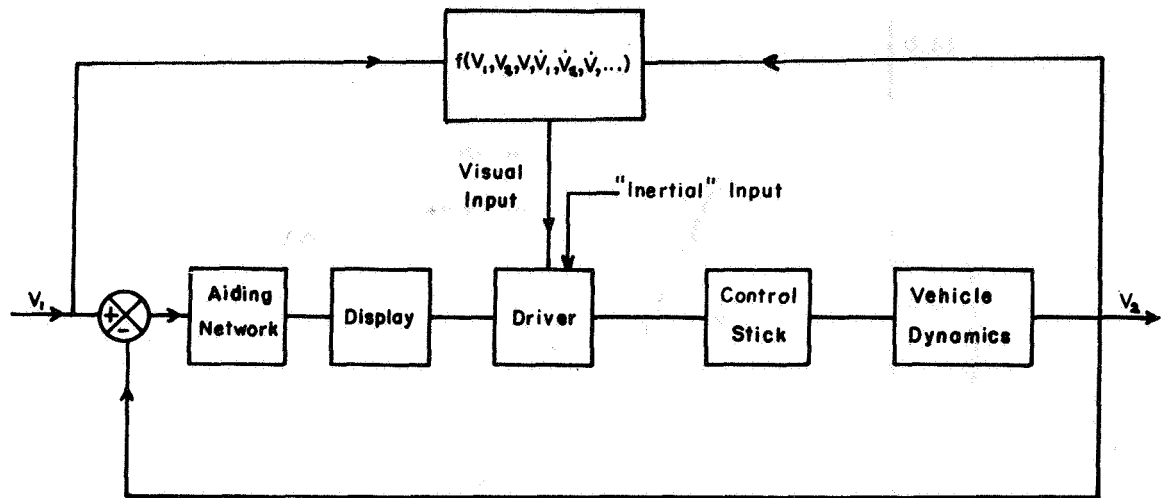 f(V₁,V₂,V,V̇₁,V̇₂,V̇,...)
Visual
Input
"Inertial" Input
V₁
+
-
Aiding
Network
Display
Driver
Control
Stick
Vehicle
Dynamics
V₂